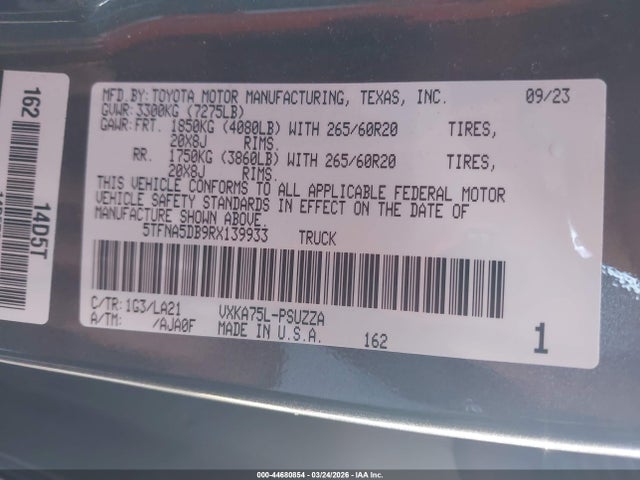 MFD.BY: TOYOTA MOTOR MANUFACTURING, TEXAS, INC. 09/23
GVWR: 3300KG (7275LB)
GAWR: FRT. 1850KG (4080LB) WITH 265/60R20 TIRES,
20X8J RIMS.
RR. 1750KG (3860LB) WITH 265/60R20 TIRES,
20X8J RIMS.
THIS VEHICLE CONFORMS TO ALL APPLICABLE FEDERAL MOTOR
VEHICLE SAFETY STANDARDS IN EFFECT ON THE DATE OF
MANUFACTURE SHOWN ABOVE.
5TFNA5DB9RX139933 TRUCK
C/TR: 1G3/LA21 VXKA75L-PSUZZA
A/TM: /AJA0F MADE IN U.S.A. 162 1
162
14D5T
000-44680854 - 03/24/2026 - IAA Inc.